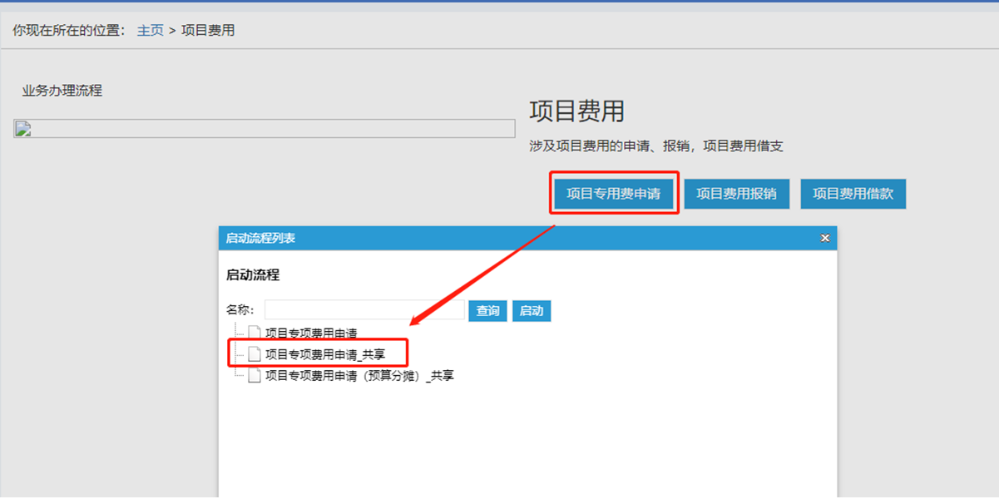 你现在所在的位置： 主页 > 项目费用
业务办理流程
项目费用
涉及项目费用的申请、报销，项目费用借支
项目专用费申请 项目费用报销 项目费用借款
启动流程列表
启动流程
名称： 查询 启动
项目专项费用申请
项目专项费用申请_共享
项目专项费用申请（预算分摊）_共享